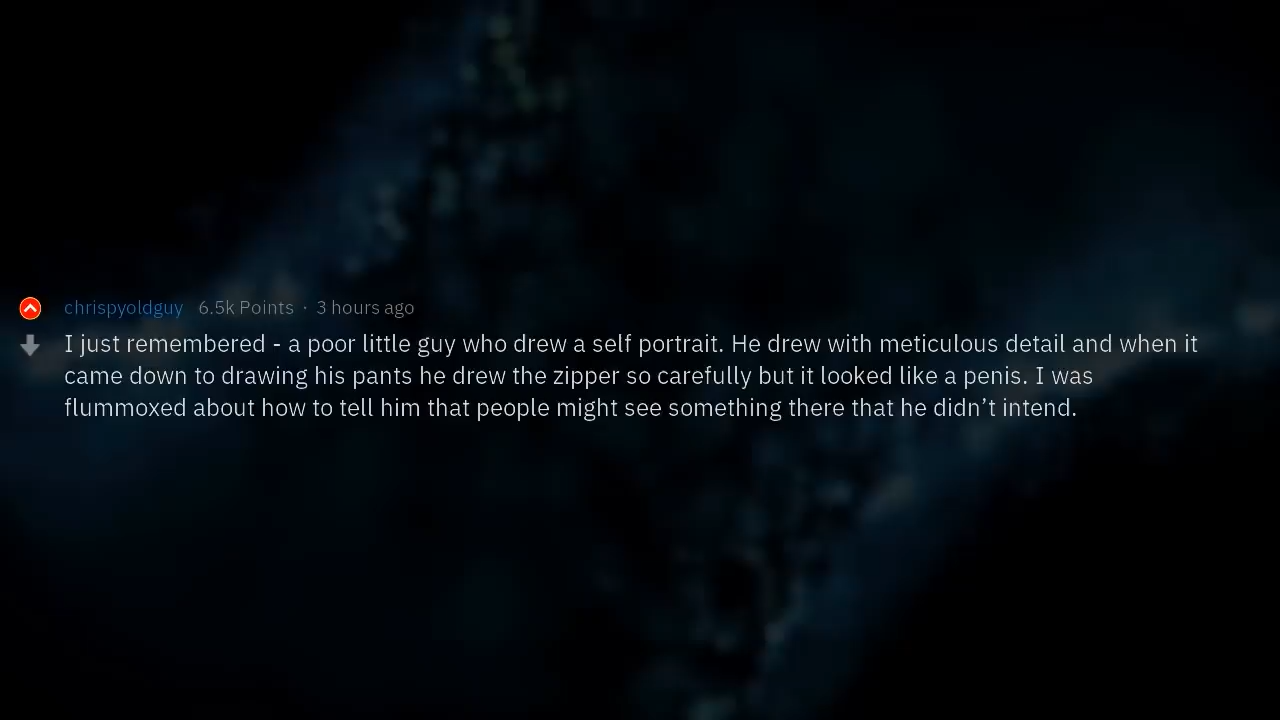 chrispyoldguy 6.5k Points · 3 hours ago
I just remembered - a poor little guy who drew a self portrait. He drew with meticulous detail and when it
came down to drawing his pants he drew the zipper so carefully but it looked like a penis. I was
flummoxed about how to tell him that people might see something there that he didn’t intend.